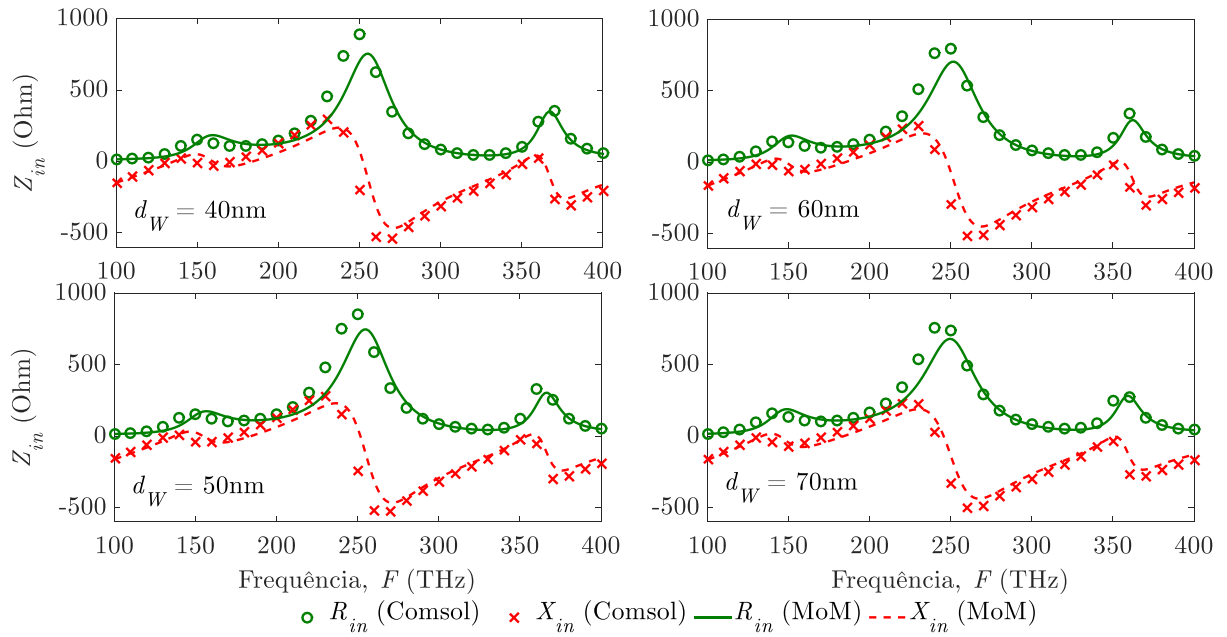 1000
500
0
-500
Z_in (Ohm)
d_W = 40nm
100 150 200 250 300 350 400
1000
500
0
-500
d_W = 60nm
100 150 200 250 300 350 400
1000
500
0
-500
Z_in (Ohm)
d_W = 50nm
100 150 200 250 300 350 400
Frequência, F (THz)
1000
500
0
-500
d_W = 70nm
100 150 200 250 300 350 400
Frequência, F (THz)
R_in (Comsol) X_in (Comsol) R_in (MoM) X_in (MoM)